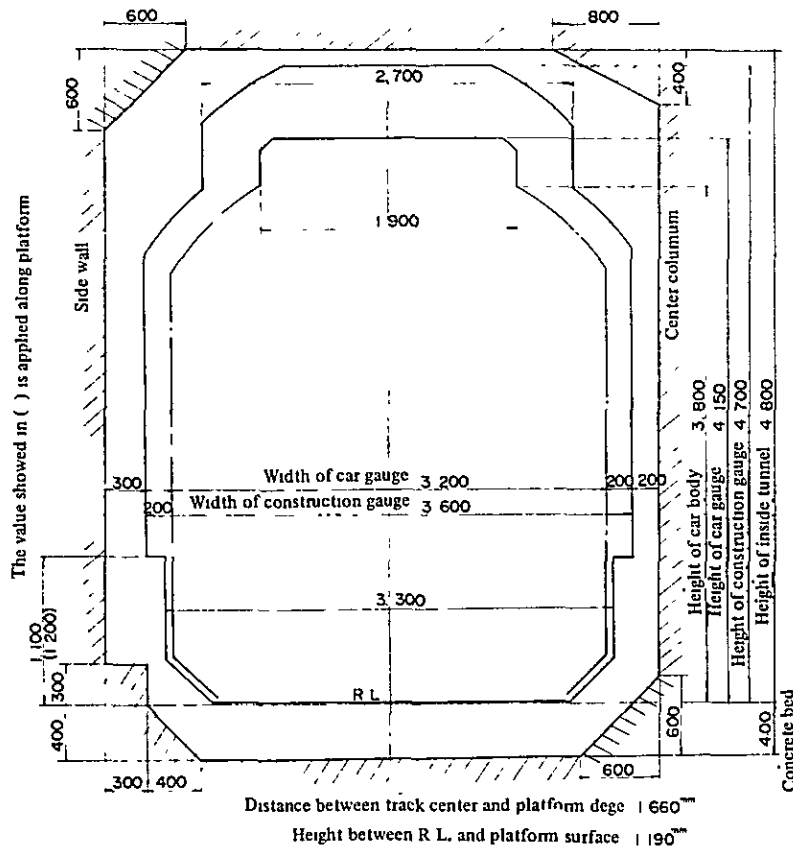 600
800
600
400
2,700
1 900
The value showed in ( ) is applied along platform
Side wall
Center columum
300
Width of car gauge 3 200
200 200
200
Width of construction gauge 3 600
3 300
1 100
(1 200)
300
400
R L
300 400
600
600
Height of car body 3,800
Height of car gauge 4 150
Height of construction gauge 4 700
Height of inside tunnel 4 800
400
Concrete bed
Distance between track center and platform dege 1 660mm
Height between R L. and platform surface 1 190mm